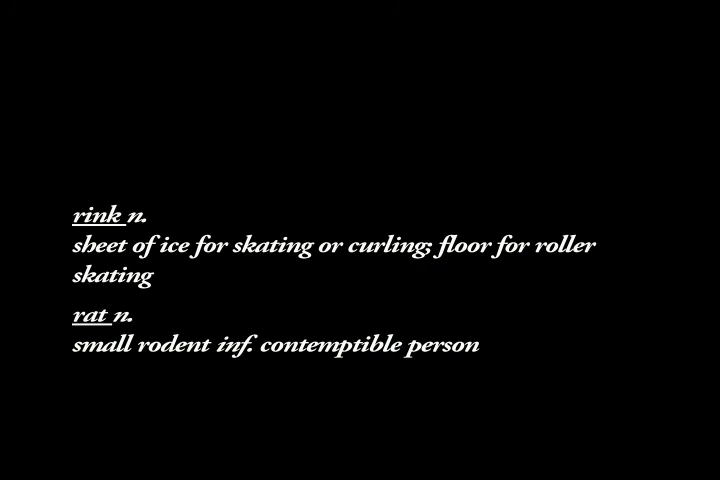 rink n.
sheet of ice for skating or curling; floor for roller
skating
rat n.
small rodent inf. contemptible person